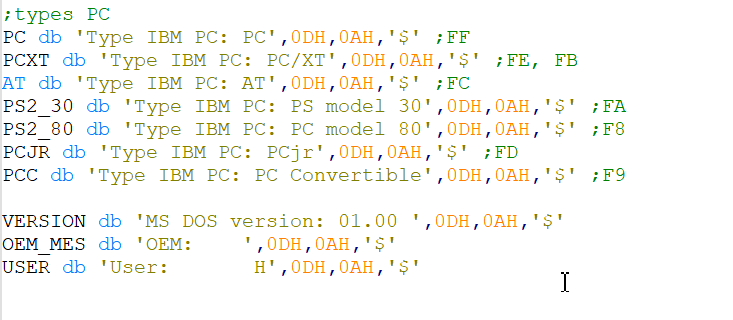 ;types PC
PC db 'Type IBM PC: PC',0DH,0AH,'$' ;FF
PCXT db 'Type IBM PC: PC/XT',0DH,0AH,'$' ;FE, FB
AT db 'Type IBM PC: AT',0DH,0AH,'$' ;FC
PS2_30 db 'Type IBM PC: PS model 30',0DH,0AH,'$' ;FA
PS2_80 db 'Type IBM PC: PC model 80',0DH,0AH,'$' ;F8
PCJR db 'Type IBM PC: PCjr',0DH,0AH,'$' ;FD
PCC db 'Type IBM PC: PC Convertible',0DH,0AH,'$' ;F9
VERSION db 'MS DOS version: 01.00 ',0DH,0AH,'$'
OEM_MES db 'OEM:   ',0DH,0AH,'$'
USER db 'User:       H',0DH,0AH,'$'